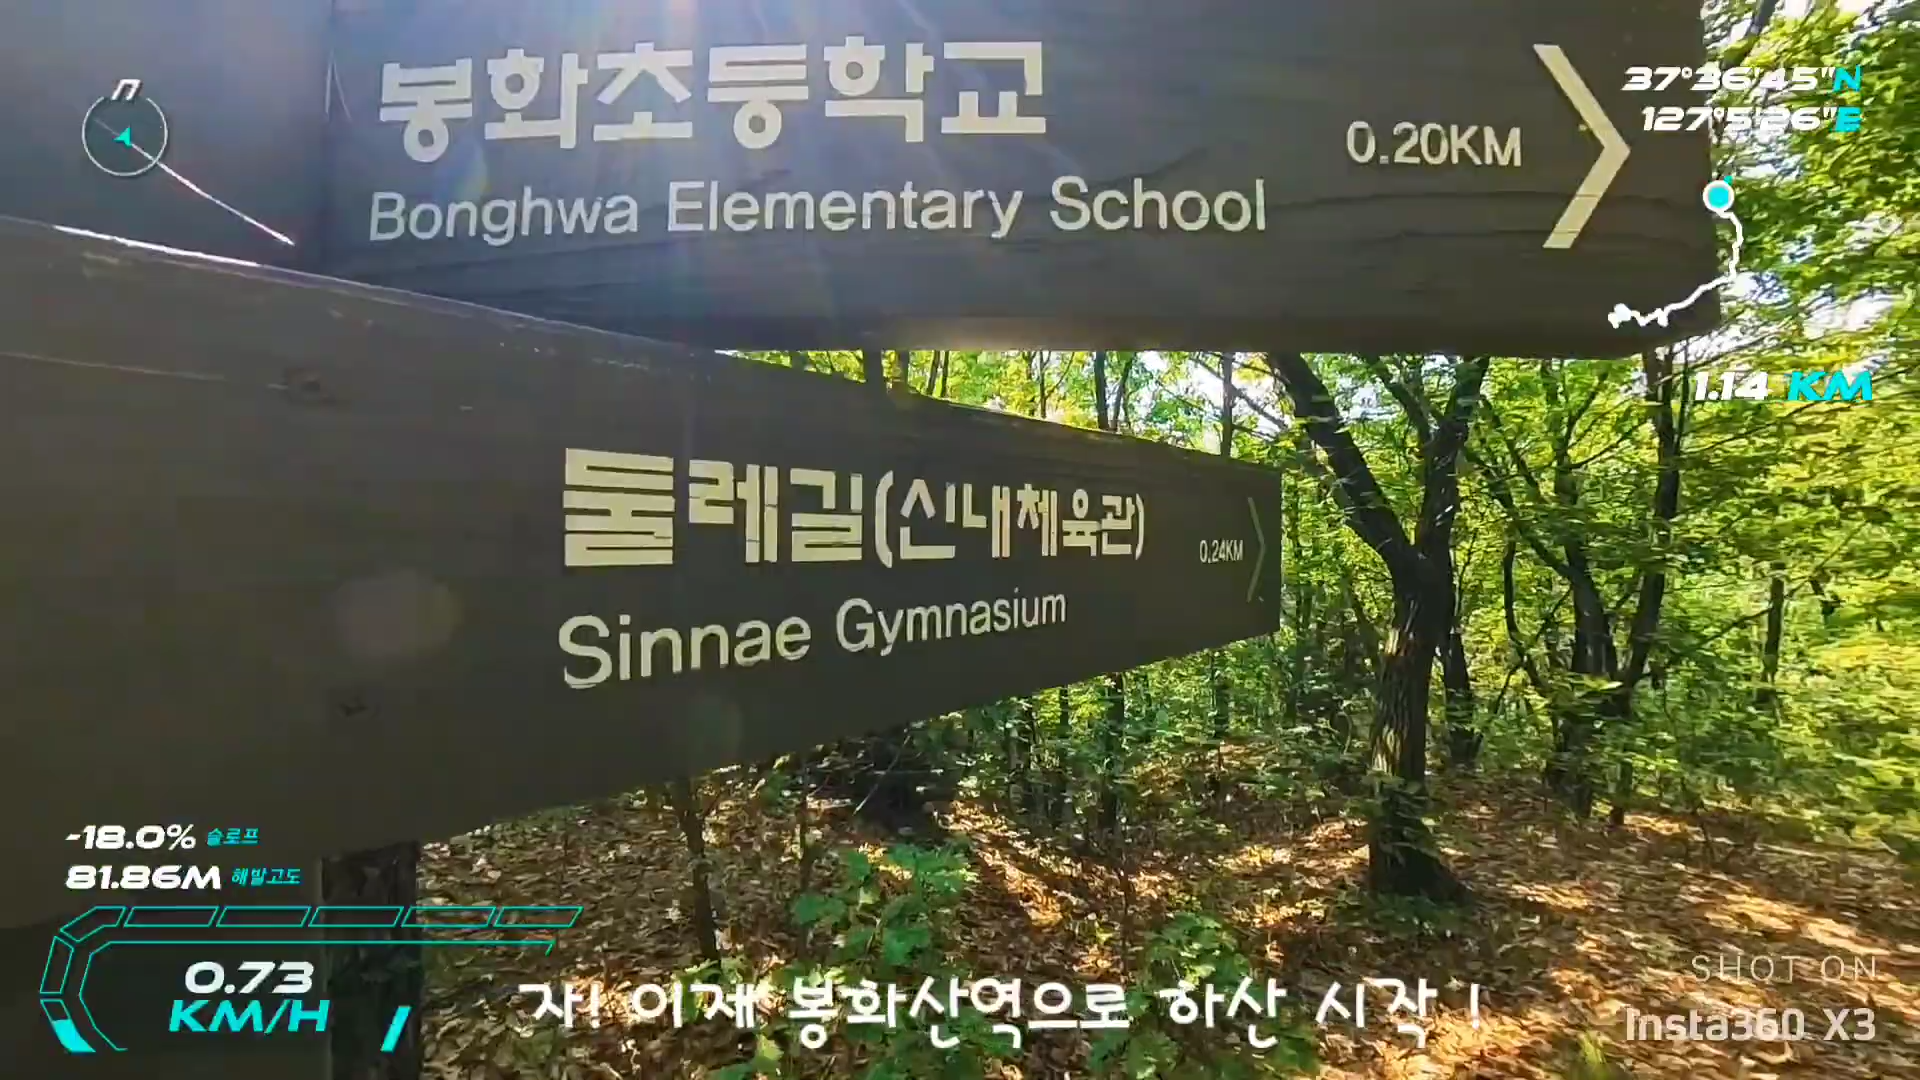 봉화초등학교
Bonghwa Elementary School
0.20KM
둘레길(신내체육관)
Sinnae Gymnasium
0.24KM
n
37°36'45"N
127°5'26"E
1.14 KM
-18.0% 슬로프
81.86M 해발고도
0.73
KM/H
자! 이제 봉화산역으로 하산 시작 !
SHOT ON
Insta360 X3